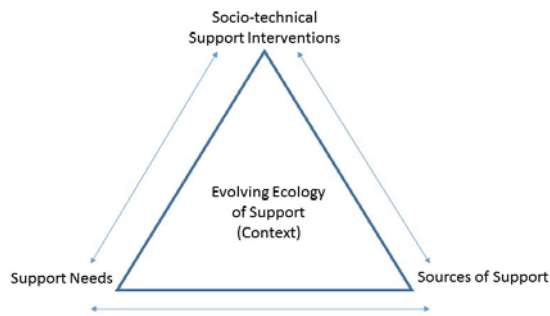 Socio-technical
Support Interventions
Evolving Ecology
of Support
(Context)
Support Needs
Sources of Support